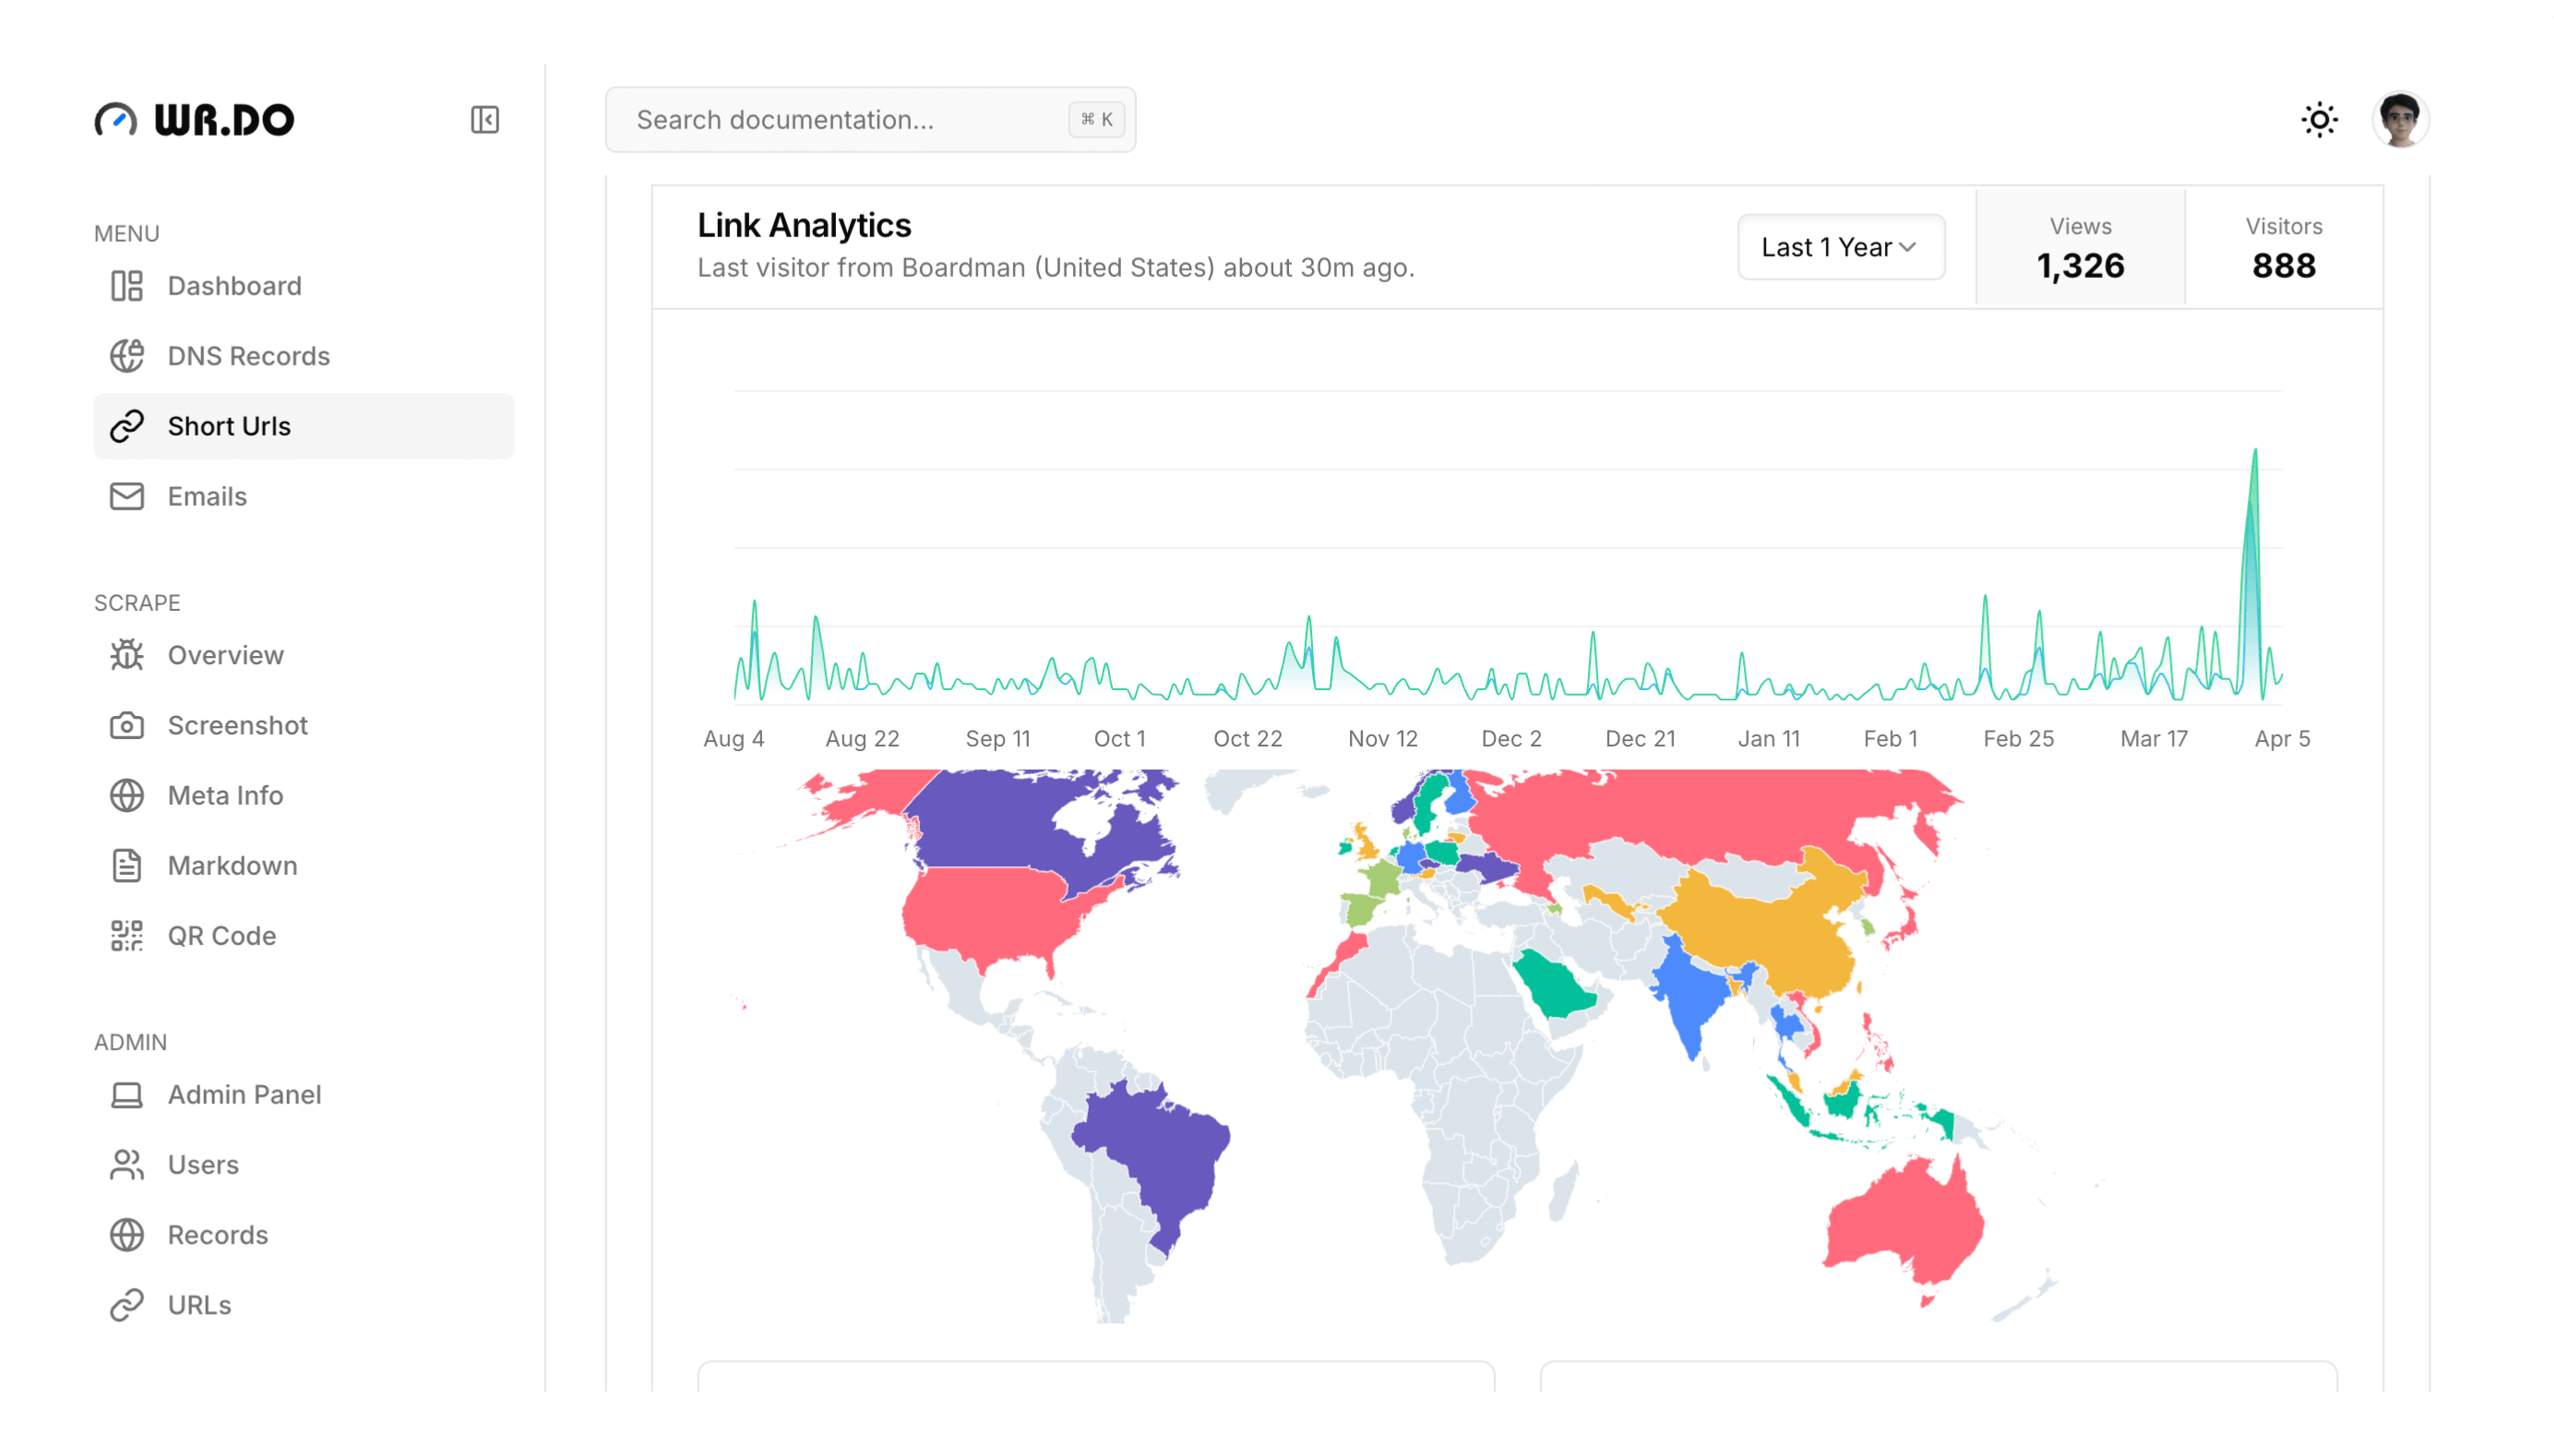 WR.DO
Search documentation...
⌘ K
MENU
Dashboard
DNS Records
Short Urls
Emails
SCRAPE
Overview
Screenshot
Meta Info
Markdown
QR Code
ADMIN
Admin Panel
Users
Records
URLs
Link Analytics
Last visitor from Boardman (United States) about 30m ago.
Last 1 Year
Views
1,326
Visitors
888
Aug 4 Aug 22 Sep 11 Oct 1 Oct 22 Nov 12 Dec 2 Dec 21 Jan 11 Feb 1 Feb 25 Mar 17 Apr 5